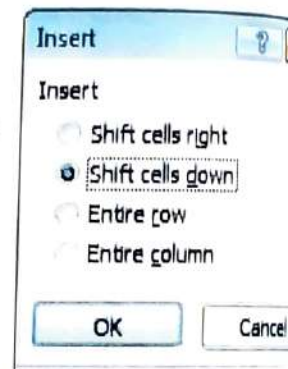 Insert ?
Insert
Shift cells right
Shift cells down
Entire row
Entire column
OK Cancel